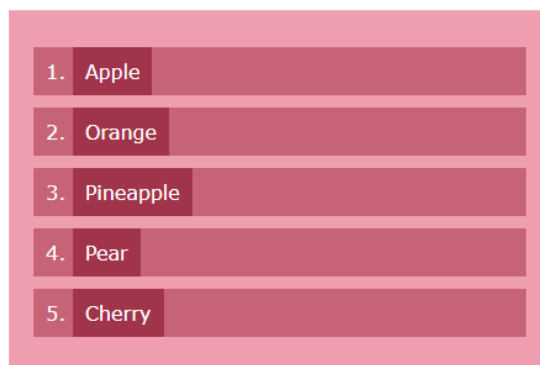 1. Apple
2. Orange
3. Pineapple
4. Pear
5. Cherry